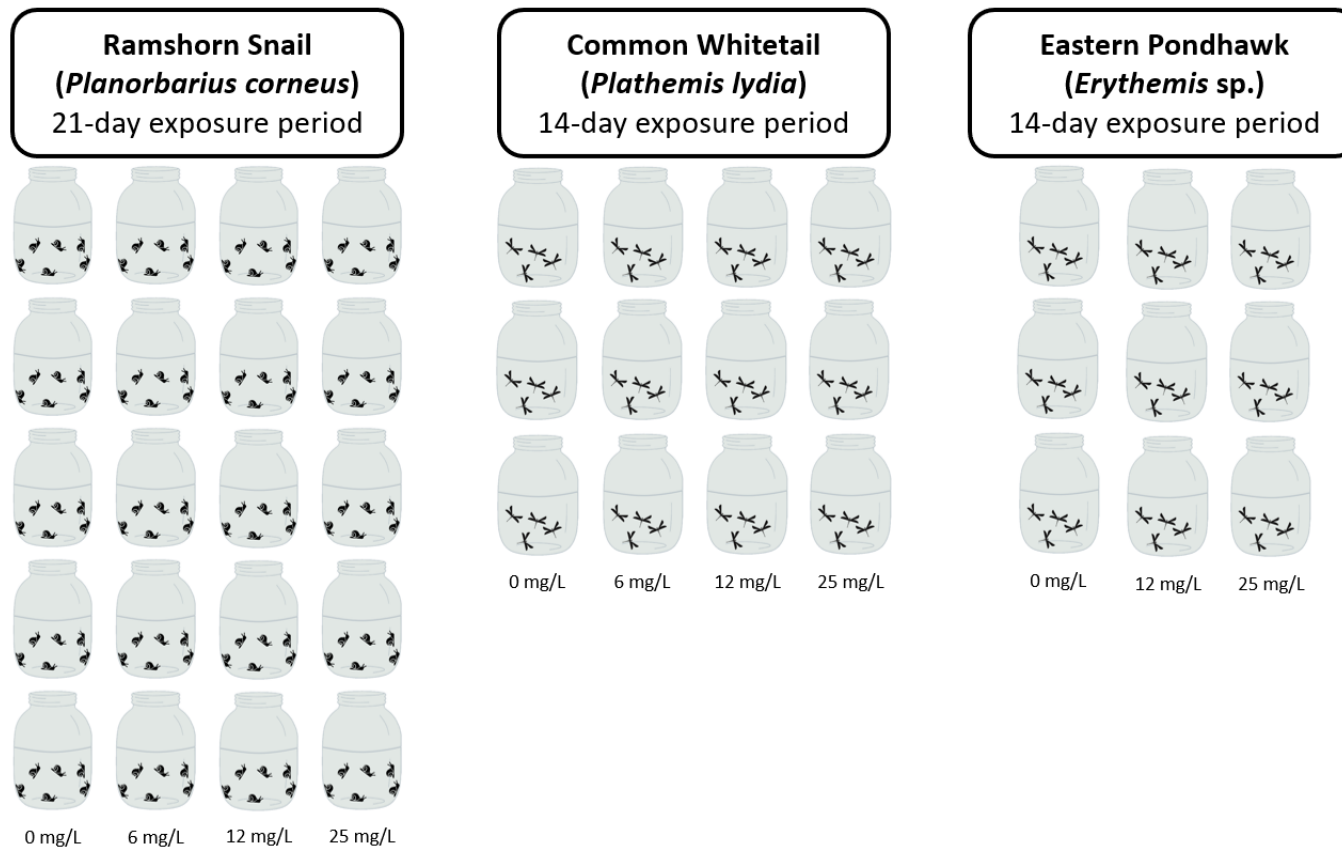 Ramshorn Snail
(Planorbarius corneus)
21-day exposure period
Common Whitetail
(Plathemis lydia)
14-day exposure period
Eastern Pondhawk
(Erythemis sp.)
14-day exposure period
0 mg/L 6 mg/L 12 mg/L 25 mg/L
0 mg/L 12 mg/L 25 mg/L
0 mg/L 6 mg/L 12 mg/L 25 mg/L